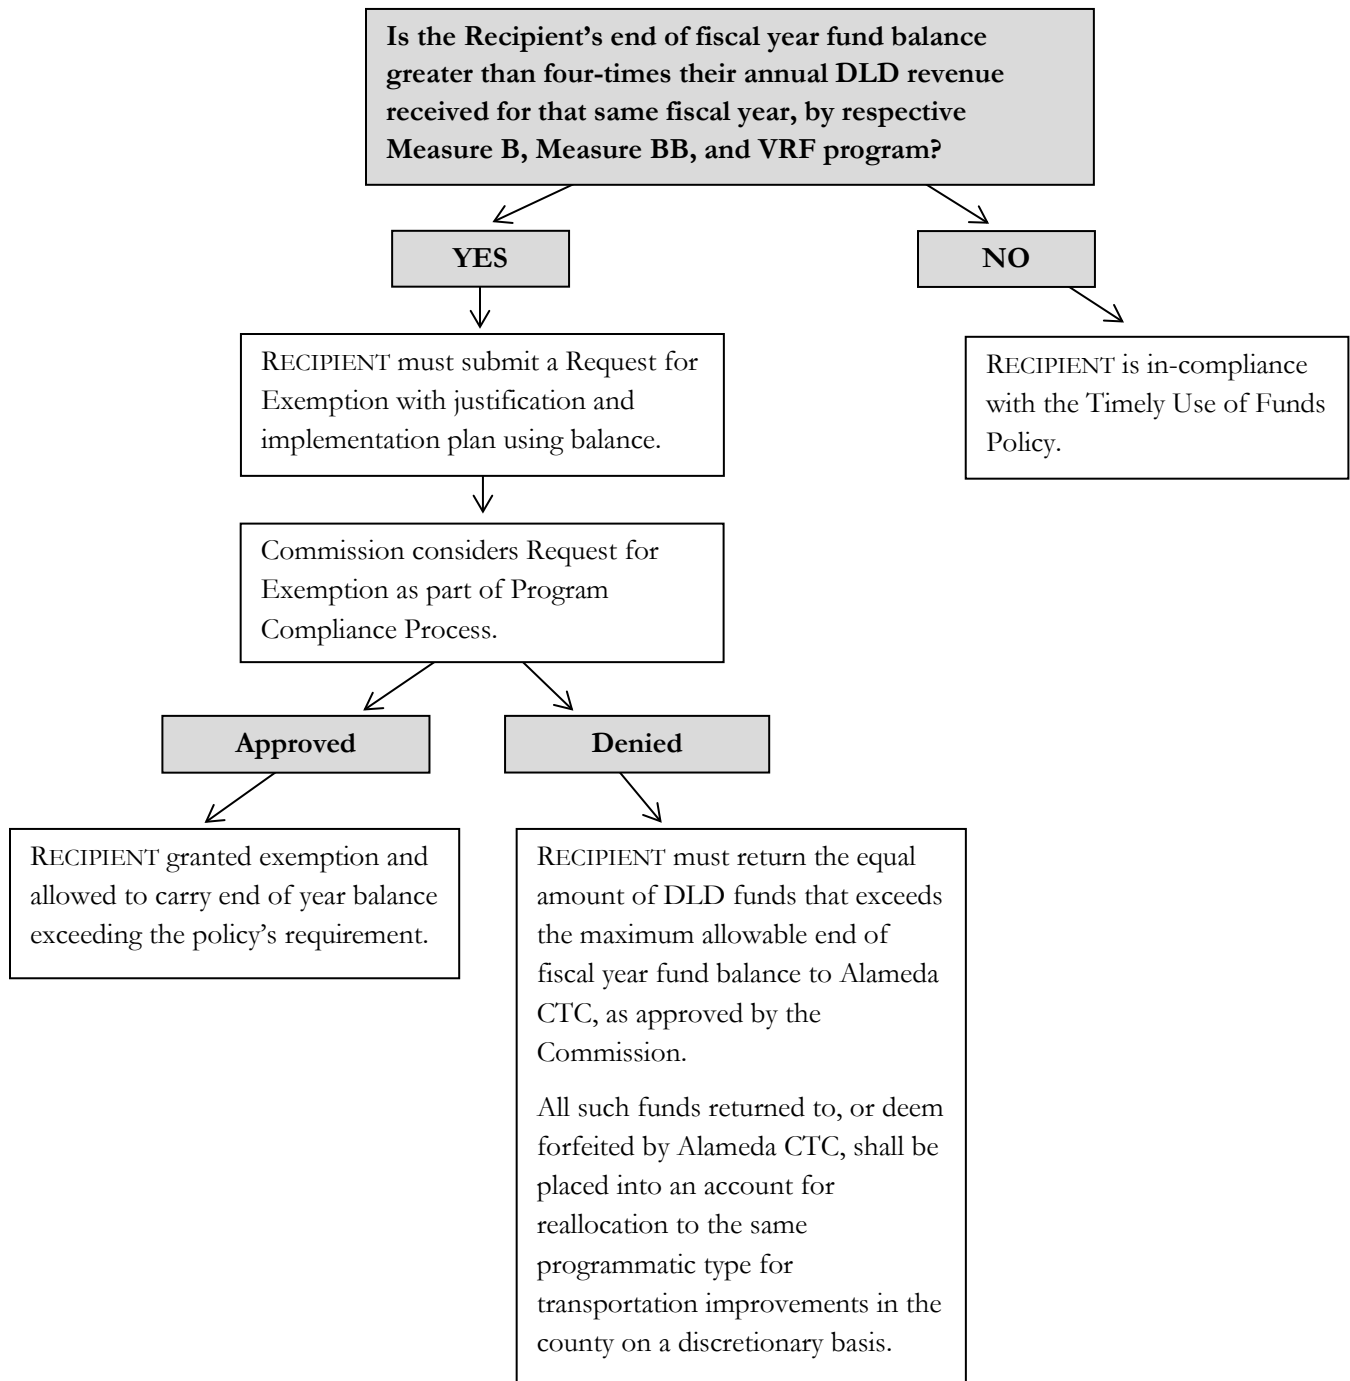 Is the Recipient’s end of fiscal year fund balance
greater than four-times their annual DLD revenue
received for that same fiscal year, by respective
Measure B, Measure BB, and VRF program?
YES
NO
RECIPIENT must submit a Request for
Exemption with justification and
implementation plan using balance.
RECIPIENT is in-compliance
with the Timely Use of Funds
Policy.
Commission considers Request for
Exemption as part of Program
Compliance Process.
Approved
Denied
RECIPIENT granted exemption and
allowed to carry end of year balance
exceeding the policy’s requirement.
RECIPIENT must return the equal
amount of DLD funds that exceeds
the maximum allowable end of
fiscal year fund balance to Alameda
CTC, as approved by the
Commission.
All such funds returned to, or deem
forfeited by Alameda CTC, shall be
placed into an account for
reallocation to the same
programmatic type for
transportation improvements in the
county on a discretionary basis.